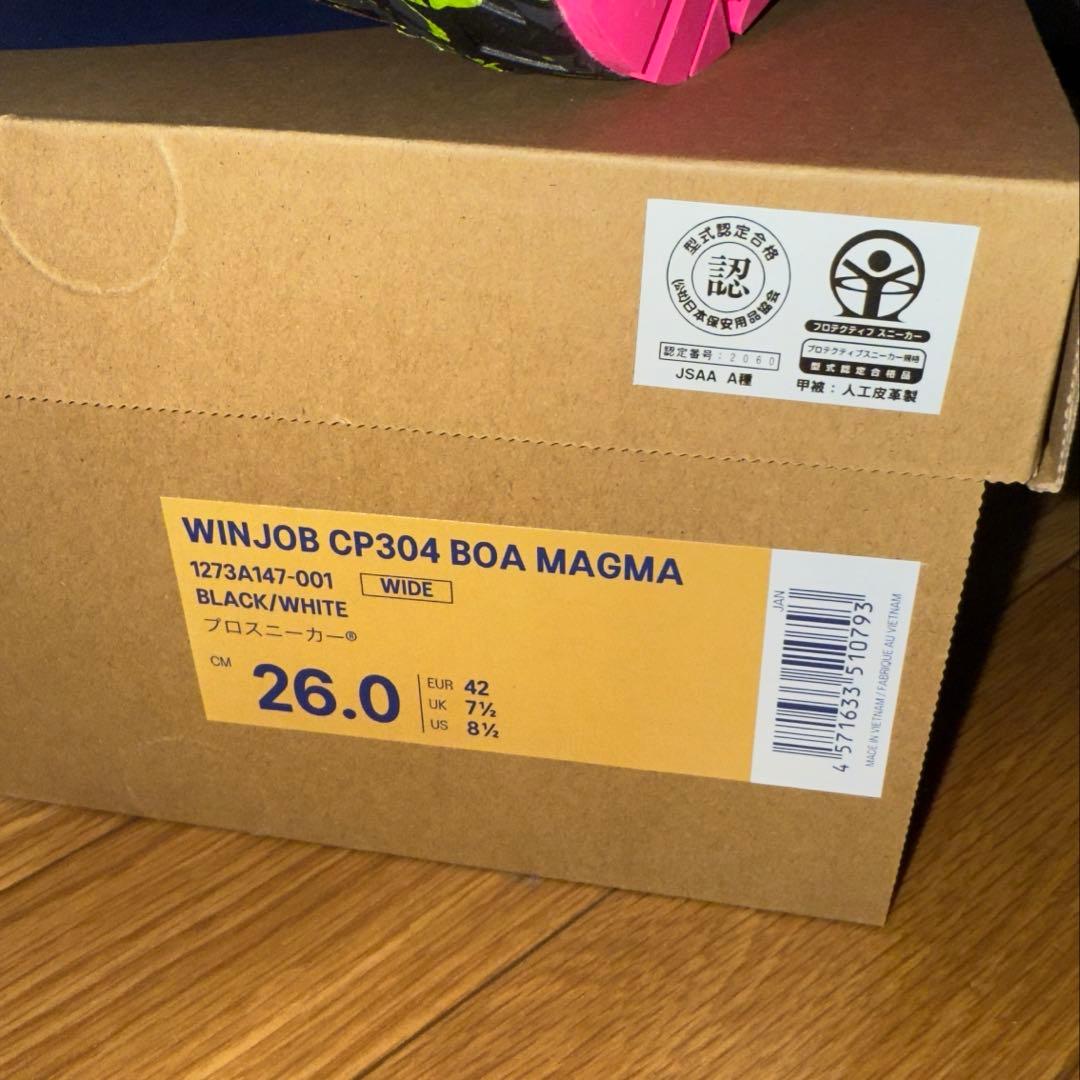 型式認定合格
認
(公社)日本保安用品協会
認定番号:2060
JSAA A種
プロテクティブ スニーカー
プロテクティブスニーカー規格
型式認定合格品
甲被:人工皮革製
WINJOB CP304 BOA MAGMA
1273A147-001 WIDE
BLACK/WHITE
プロスニーカー®
CM 26.0
EUR 42
UK 7½
US 8½
JAN
4 571633 510793
MADE IN VIETNAM / FABRIQUE AU VIETNAM